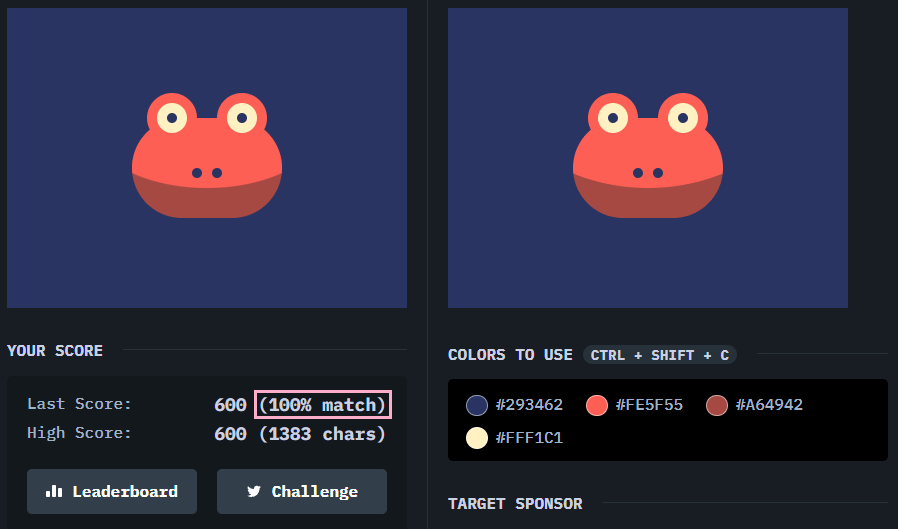 YOUR SCORE
Last Score: 600 (100% match)
High Score: 600 (1383 chars)
Leaderboard
Challenge
COLORS TO USE CTRL + SHIFT + C
#293462 #FE5F55 #A64942
#FFF1C1
TARGET SPONSOR